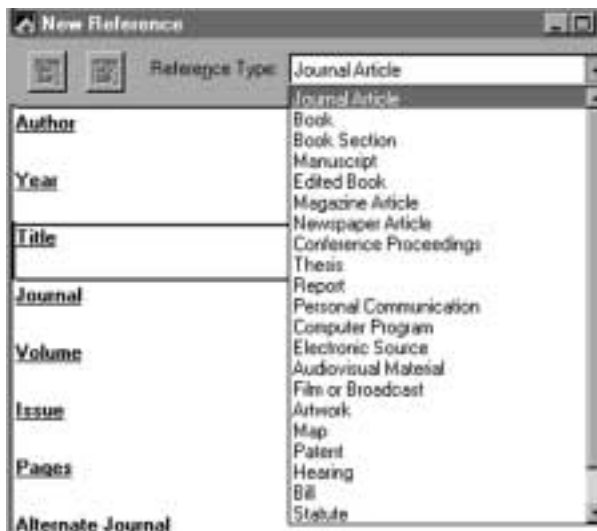 New Reference
Reference Type: Journal Article
Journal Article
Book
Book Section
Manuscript
Edited Book
Magazine Article
Newspaper Article
Conference Proceedings
Thesis
Report
Personal Communication
Computer Program
Electronic Source
Audiovisual Material
Film or Broadcast
Artwork
Map
Patent
Hearing
Bill
Statute
Author
Year
Title
Journal
Volume
Issue
Pages
Alternate Journal